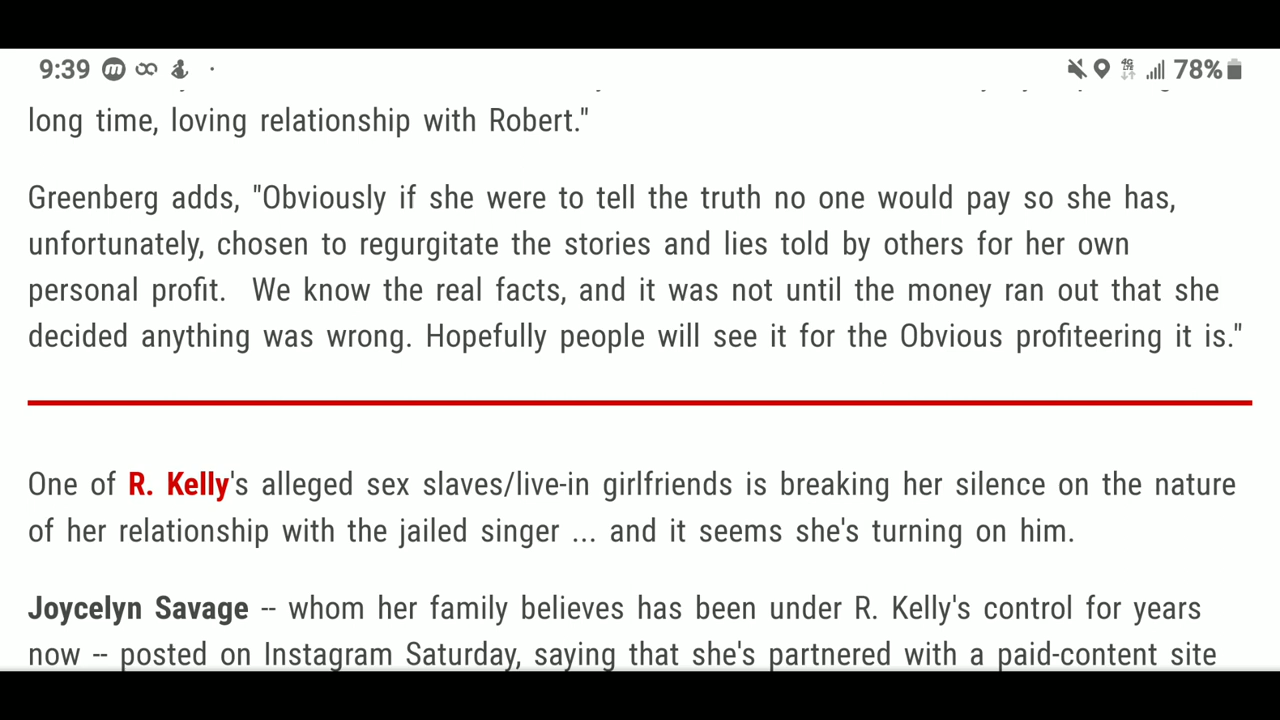 9:39
78%
long time, loving relationship with Robert."
Greenberg adds, "Obviously if she were to tell the truth no one would pay so she has,
unfortunately, chosen to regurgitate the stories and lies told by others for her own
personal profit.  We know the real facts, and it was not until the money ran out that she
decided anything was wrong. Hopefully people will see it for the Obvious profiteering it is."
One of R. Kelly's alleged sex slaves/live-in girlfriends is breaking her silence on the nature
of her relationship with the jailed singer ... and it seems she's turning on him.
Joycelyn Savage -- whom her family believes has been under R. Kelly's control for years
now -- posted on Instagram Saturday, saying that she's partnered with a paid-content site